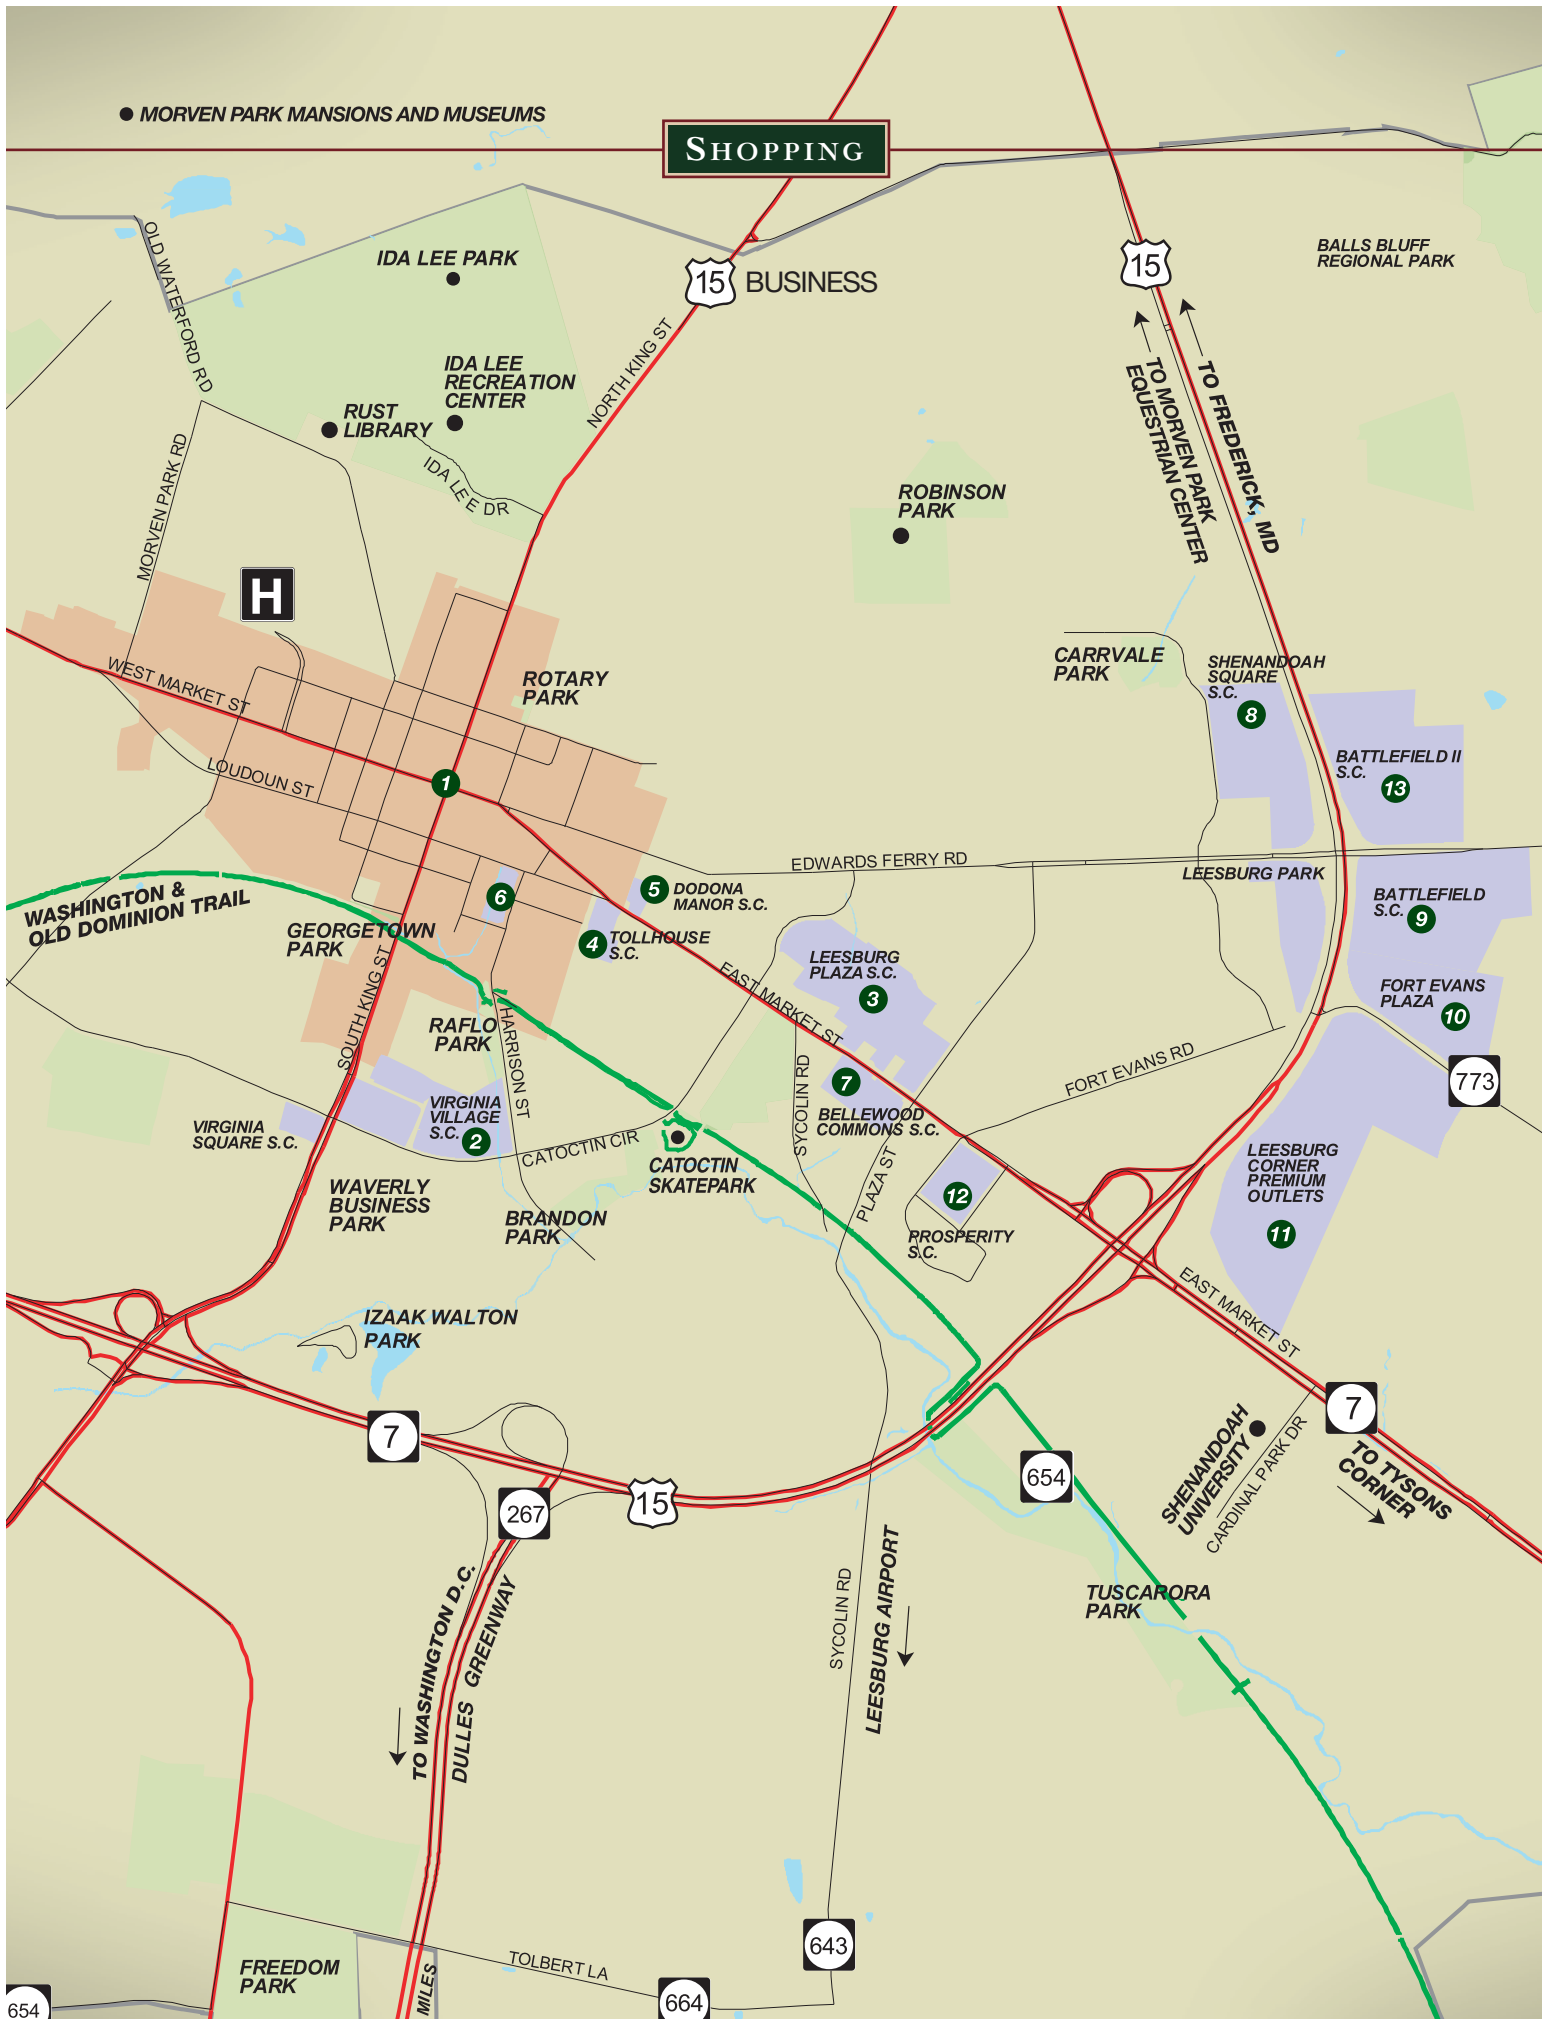 MORVEN PARK MANSIONS AND MUSEUMS
SHOPPING
OLD WATERFORD RD
IDA LEE PARK
15
BUSINESS
15
BALLS BLUFF
REGIONAL PARK
NORTH KING ST
IDA LEE
RECREATION
CENTER
RUST
LIBRARY
IDA LEE DR
MORVEN PARK RD
TO MORVEN PARK
EQUESTRIAN CENTER
TO FREDERICK, MD
ROBINSON
PARK
H
WEST MARKET ST
ROTARY
PARK
CARRVALE
PARK
SHENANDOAH
SQUARE
S.C.
8
BATTLEFIELD II
S.C.
13
LOUDOUN ST
1
EDWARDS FERRY RD
LEESBURG PARK
WASHINGTON &
OLD DOMINION TRAIL
6
5
DODONA
MANOR S.C.
BATTLEFIELD
S.C.
9
GEORGETOWN
PARK
4
TOLLHOUSE
S.C.
LEESBURG
PLAZA S.C.
3
EAST MARKET ST
FORT EVANS
PLAZA
10
SOUTH KING ST
RAFLO
PARK
HARRISON ST
SYCOLIN RD
7
FORT EVANS RD
773
VIRGINIA
SQUARE S.C.
VIRGINIA
VILLAGE
S.C.
2
BELLEWOOD
COMMONS S.C.
CATOCTIN CIR
CATOCTIN
SKATEPARK
PLAZA ST
LEESBURG
CORNER
PREMIUM
OUTLETS
11
WAVERLY
BUSINESS
PARK
BRANDON
PARK
12
PROSPERITY
S.C.
EAST MARKET ST
IZAAK WALTON
PARK
7
7
SHENANDOAH
UNIVERSITY
CARDINAL PARK DR
TO TYSONS
CORNER
654
267
15
TO WASHINGTON D.C.
DULLES GREENWAY
SYCOLIN RD
LEESBURG AIRPORT
TUSCARORA
PARK
643
FREEDOM
PARK
MILES
TOLBERT LA
664
654